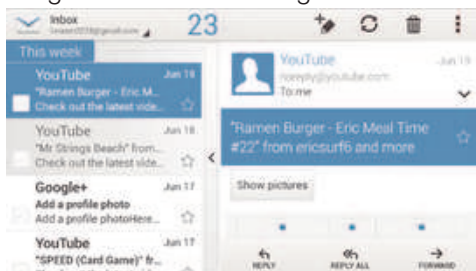 Inbox
23
This week
YouTube Jun 19
"Ramen Burger - Eric M...
Check out the latest vide...
YouTube Jun 18
"Mr Strings Beach" from...
Check out the latest vide...
Google+ Jun 17
Add a profile photo
Add a profile photoHere...
YouTube Jun 17
"SPEED (Card Game)" fr...
YouTube Jun 19
noreply@youtube.com
To me
"Ramen Burger - Eric Meal Time
#22" from ericsurf6 and more
Show pictures
REPLY REPLY ALL FORWARD